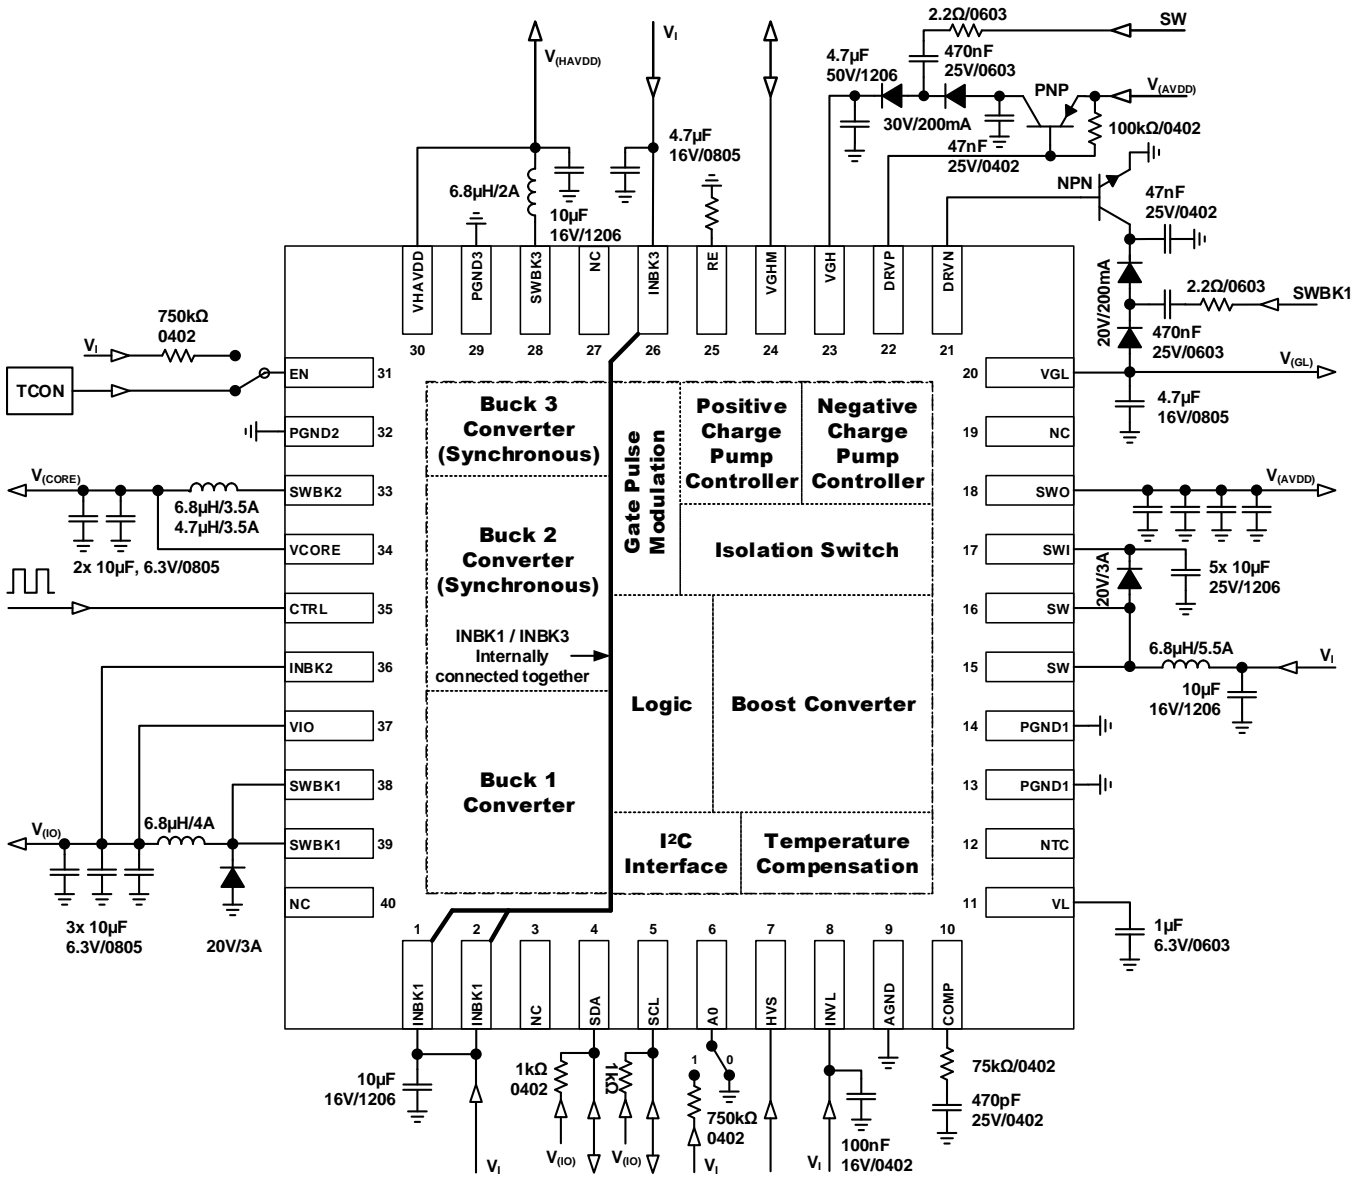 2.2Ω/0603
SW
V(HAVDD)
VI
4.7µF
50V/1206
470nF
25V/0603
PNP
V(AVDD)
30V/200mA
100kΩ/0402
47nF
25V/0402
4.7µF
16V/0805
6.8µH/2A
10µF
16V/1206
NPN
47nF
25V/0402
20V/200mA
2.2Ω/0603
SWBK1
470nF
25V/0603
VHAVDD
PGND3
SWBK3
NC
INBK3
RE
VGHM
VGH
DRVP
DRVN
30
29
28
27
26
25
24
23
22
21
750kΩ
0402
VI
TCON
EN
31
PGND2
32
V(CORE)
SWBK2
33
6.8µH/3.5A
4.7µH/3.5A
VCORE
34
2x 10µF, 6.3V/0805
CTRL
35
INBK2
36
VIO
37
SWBK1
38
V(IO)
6.8µH/4A
SWBK1
39
NC
40
3x 10µF
6.3V/0805
20V/3A
Buck 3
Converter
(Synchronous)
Buck 2
Converter
(Synchronous)
INBK1 / INBK3
Internally
connected together
Buck 1
Converter
Gate Pulse
Modulation
Positive
Charge
Pump
Controller
Negative
Charge
Pump
Controller
Isolation Switch
Logic
Boost Converter
I²C
Interface
Temperature
Compensation
20
VGL
V(GL)
4.7µF
16V/0805
19
NC
18
SWO
V(AVDD)
17
SWI
20V/3A
5x 10µF
25V/1206
16
SW
6.8µH/5.5A
15
SW
VI
10µF
16V/1206
14
PGND1
13
PGND1
12
NTC
11
VL
1µF
6.3V/0603
1
2
3
4
5
6
7
8
9
10
INBK1
INBK1
NC
SDA
SCL
A0
HVS
INVL
AGND
COMP
10µF
16V/1206
VI
1kΩ
0402
V(IO)
1kΩ
V(IO)
1
0
750kΩ
0402
VI
VI
100nF
16V/0402
75kΩ/0402
470pF
25V/0402